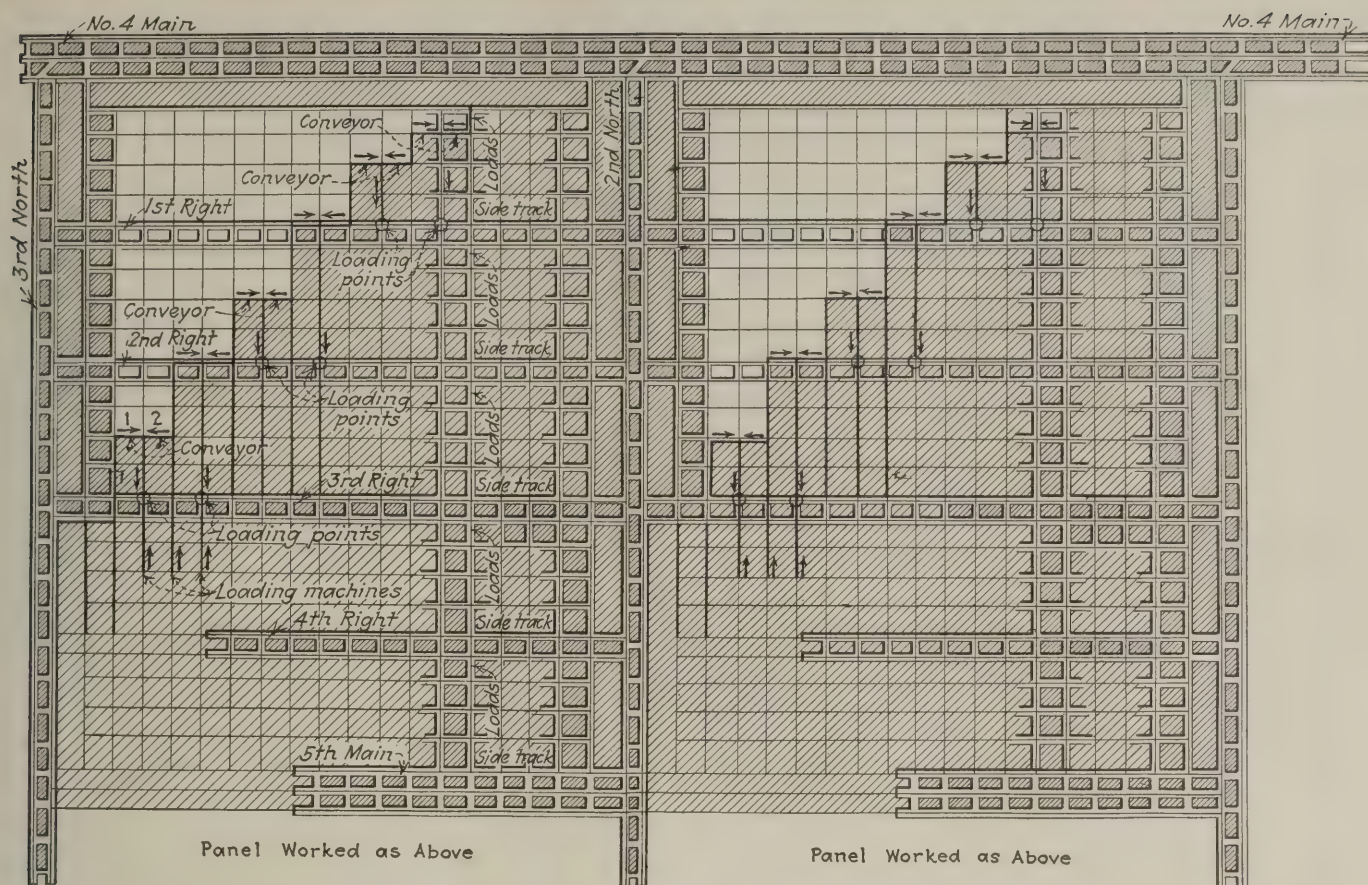 No. 4 Main
No. 4 Main
3rd North
2nd North
Conveyor
Loads
Conveyor
1st Right
Side track
Loading
points
Loads
Conveyor
2nd Right
Side track
Loading
points
Loads
1 2
Conveyor
3rd Right
Side track
Loading points
Loads
Loading machines
4th Right
Side track
Loads
5th Main
Side track
Panel Worked as Above
Panel Worked as Above